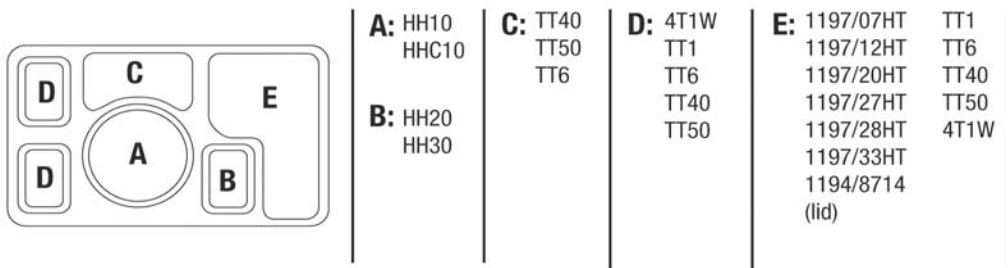 C
D
E
A
D
B
A: HH10
HHC10
B: HH20
HH30
C: TT40
TT50
TT6
D: 4T1W
TT1
TT6
TT40
TT50
E: 1197/07HT TT1
1197/12HT TT6
1197/20HT TT40
1197/27HT TT50
1197/28HT 4T1W
1197/33HT
1194/8714
(lid)